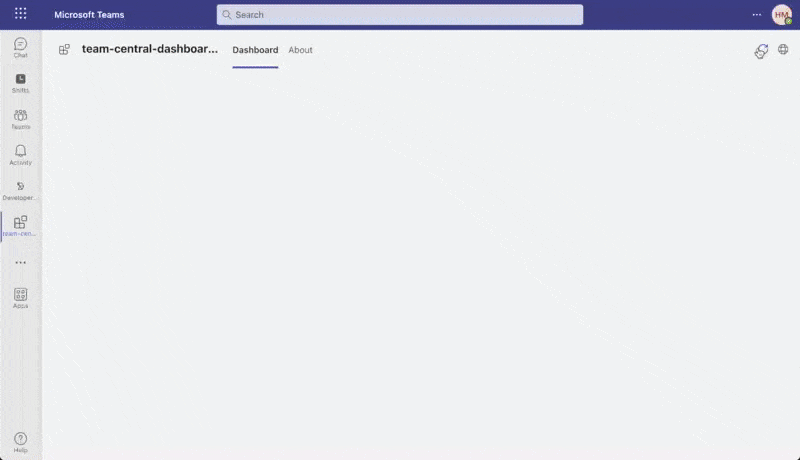 Microsoft Teams
Search
HM
Chat
team-central-dashboar...
Dashboard
About
Shifts
Teams
Activity
Developer...
team-cen...
Apps
Help